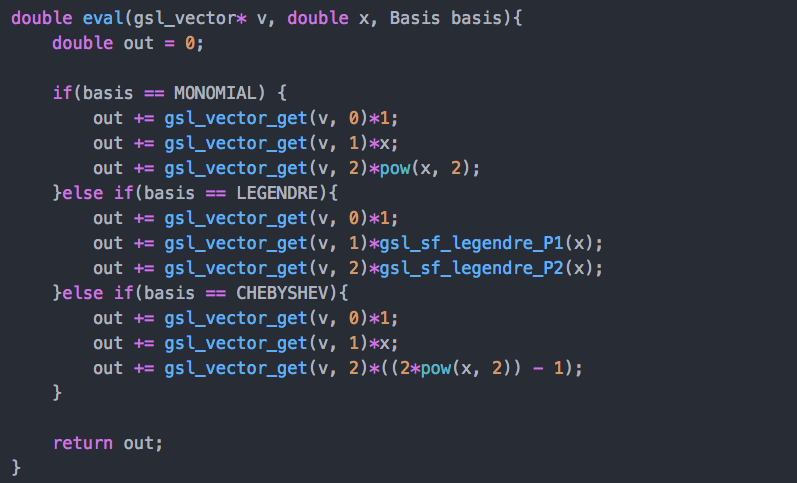 double eval(gsl_vector* v, double x, Basis basis){
    double out = 0;

    if(basis == MONOMIAL) {
        out += gsl_vector_get(v, 0)*1;
        out += gsl_vector_get(v, 1)*x;
        out += gsl_vector_get(v, 2)*pow(x, 2);
    }else if(basis == LEGENDRE){
        out += gsl_vector_get(v, 0)*1;
        out += gsl_vector_get(v, 1)*gsl_sf_legendre_P1(x);
        out += gsl_vector_get(v, 2)*gsl_sf_legendre_P2(x);
    }else if(basis == CHEBYSHEV){
        out += gsl_vector_get(v, 0)*1;
        out += gsl_vector_get(v, 1)*x;
        out += gsl_vector_get(v, 2)*((2*pow(x, 2)) - 1);
    }

    return out;
}